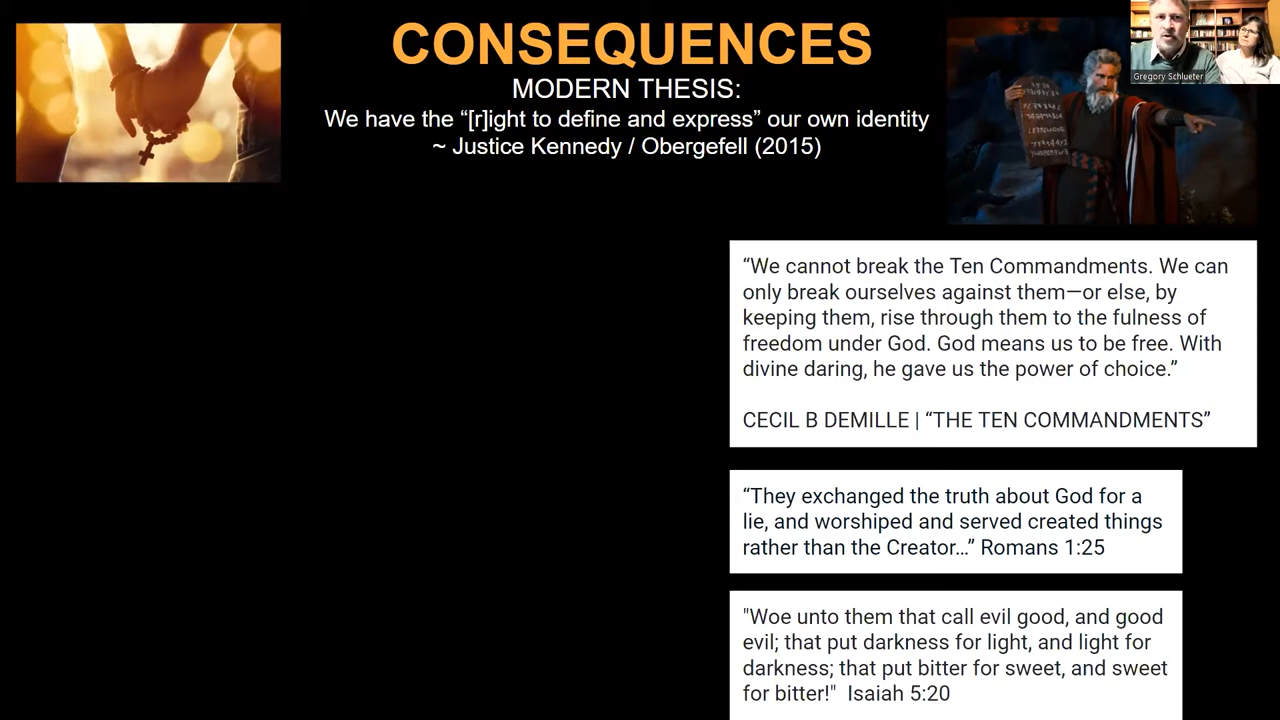 CONSEQUENCES
MODERN THESIS:
We have the “[r]ight to define and express” our own identity
~ Justice Kennedy / Obergefell (2015)
Gregory Schlueter
“We cannot break the Ten Commandments. We can
only break ourselves against them—or else, by
keeping them, rise through them to the fulness of
freedom under God. God means us to be free. With
divine daring, he gave us the power of choice.”
CECIL B DEMILLE | “THE TEN COMMANDMENTS”
“They exchanged the truth about God for a
lie, and worshiped and served created things
rather than the Creator…” Romans 1:25
"Woe unto them that call evil good, and good
evil; that put darkness for light, and light for
darkness; that put bitter for sweet, and sweet
for bitter!" Isaiah 5:20